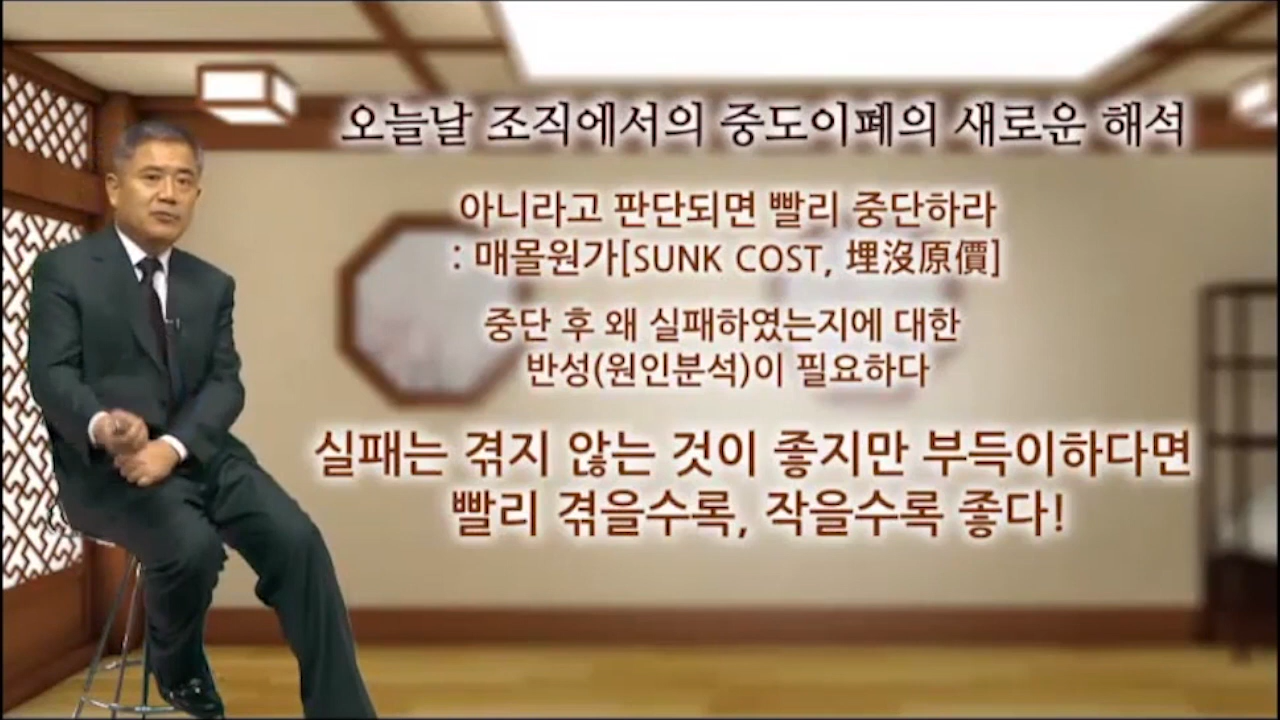 오늘날 조직에서의 중도이폐의 새로운 해석
아니라고 판단되면 빨리 중단하라
: 매몰원가[SUNK COST, 埋沒原價]
중단 후 왜 실패하였는지에 대한
반성(원인분석)이 필요하다
실패는 겪지 않는 것이 좋지만 부득이하다면
빨리 겪을수록, 작을수록 좋다!